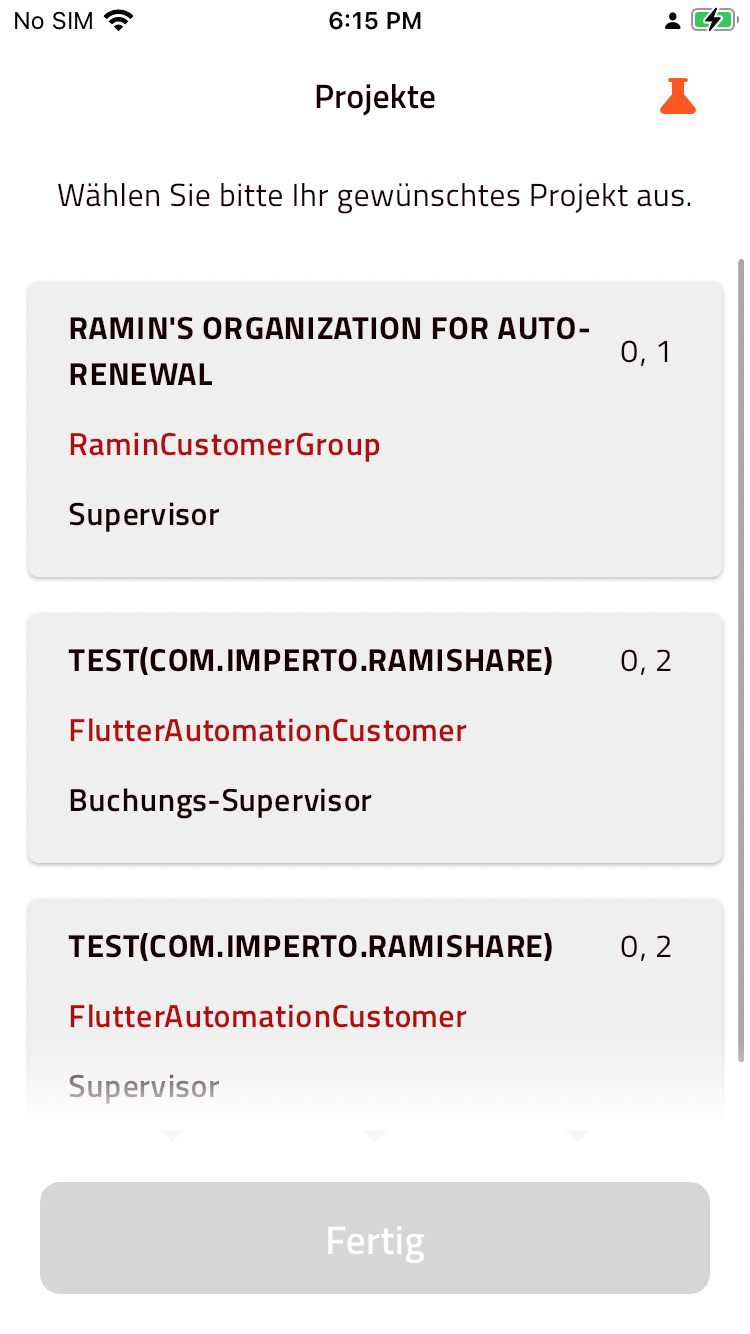 No SIM 6:15 PM
Projekte
Wählen Sie bitte Ihr gewünschtes Projekt aus.
RAMIN'S ORGANIZATION FOR AUTO-
RENEWAL
0, 1
RaminCustomerGroup
Supervisor
TEST(COM.IMPERTO.RAMISHARE) 0, 2
FlutterAutomationCustomer
Buchungs-Supervisor
TEST(COM.IMPERTO.RAMISHARE) 0, 2
FlutterAutomationCustomer
Supervisor
Fertig